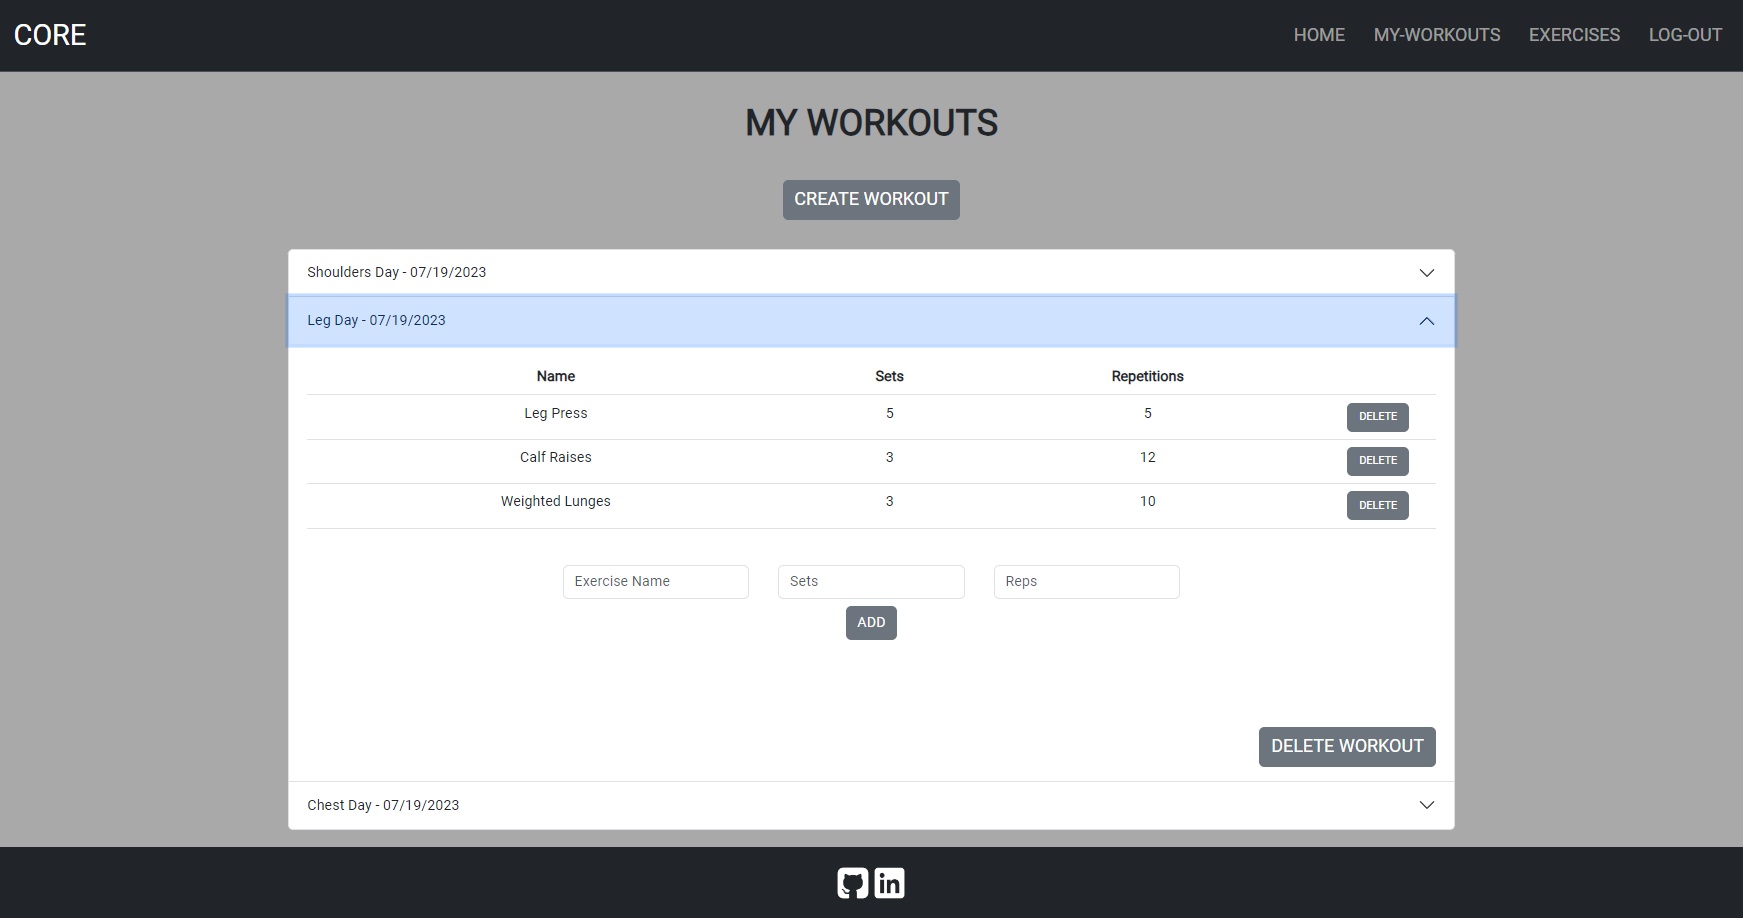 CORE HOME MY-WORKOUTS EXERCISES LOG-OUT
MY WORKOUTS
CREATE WORKOUT
Shoulders Day - 07/19/2023
Leg Day - 07/19/2023
Name Sets Repetitions
Leg Press 5 5 DELETE
Calf Raises 3 12 DELETE
Weighted Lunges 3 10 DELETE
Exercise Name Sets Reps
ADD
DELETE WORKOUT
Chest Day - 07/19/2023
in